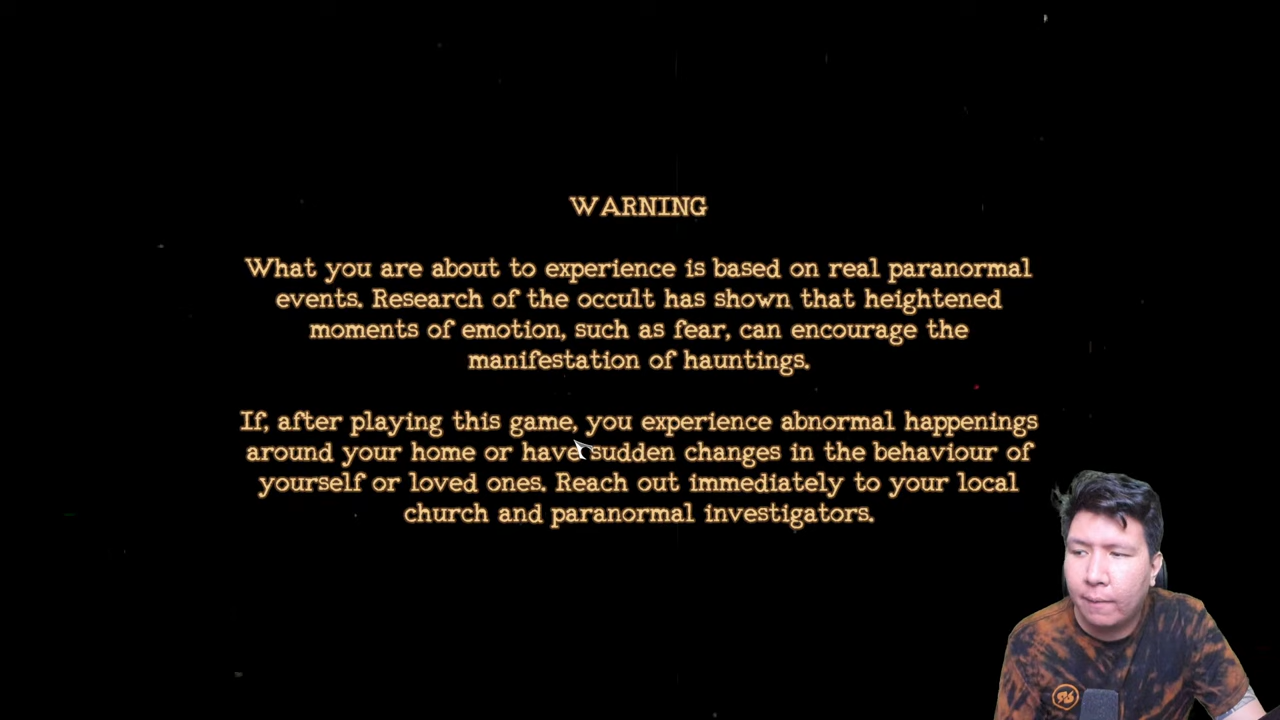 WARNING
What you are about to experience is based on real paranormal
events. Research of the occult has shown that heightened
moments of emotion, such as fear, can encourage the
manifestation of hauntings.
If, after playing this game, you experience abnormal happenings
around your home or have sudden changes in the behaviour of
yourself or loved ones. Reach out immediately to your local
church and paranormal investigators.